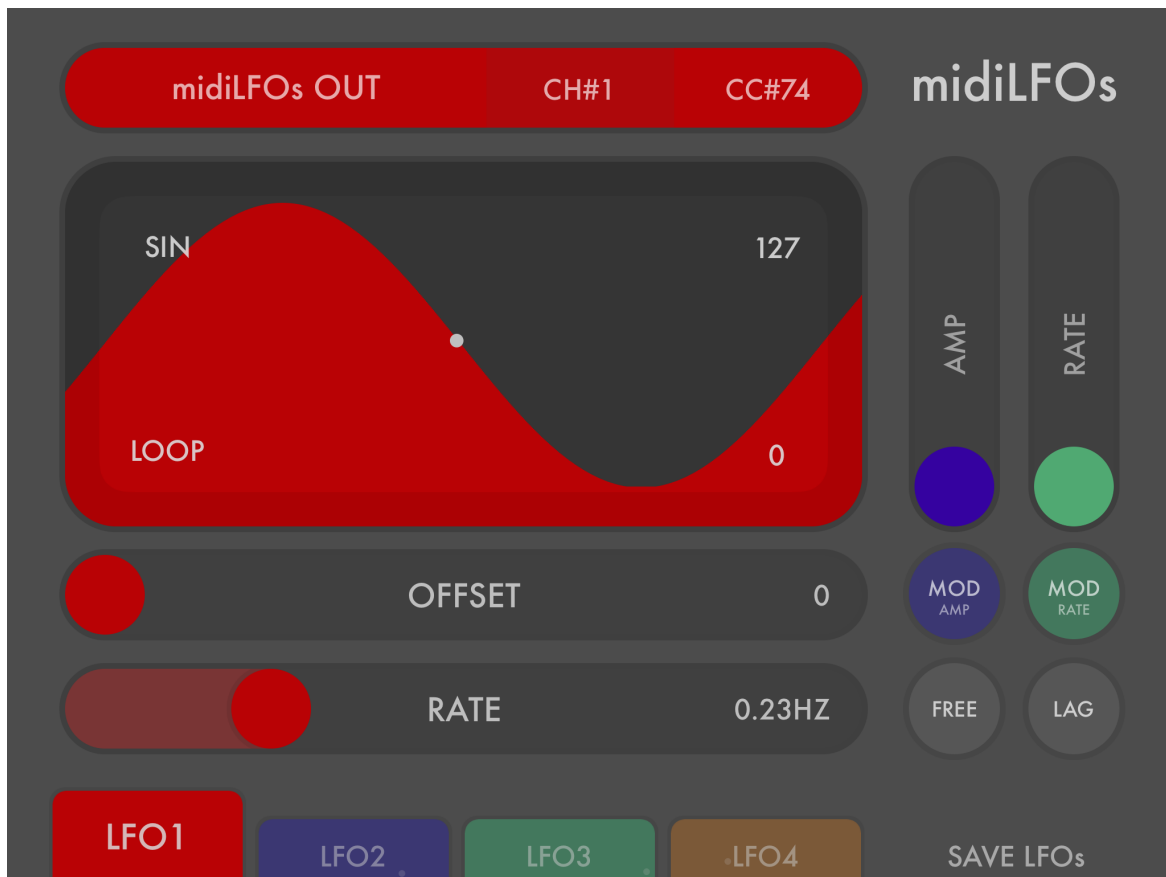 midiLFOs OUT CH#1 CC#74
midiLFOs
SIN 127
LOOP 0
AMP
RATE
OFFSET 0
MOD
AMP
MOD
RATE
RATE 0.23HZ
FREE
LAG
LFO1
LFO2
LFO3
LFO4
SAVE LFOs